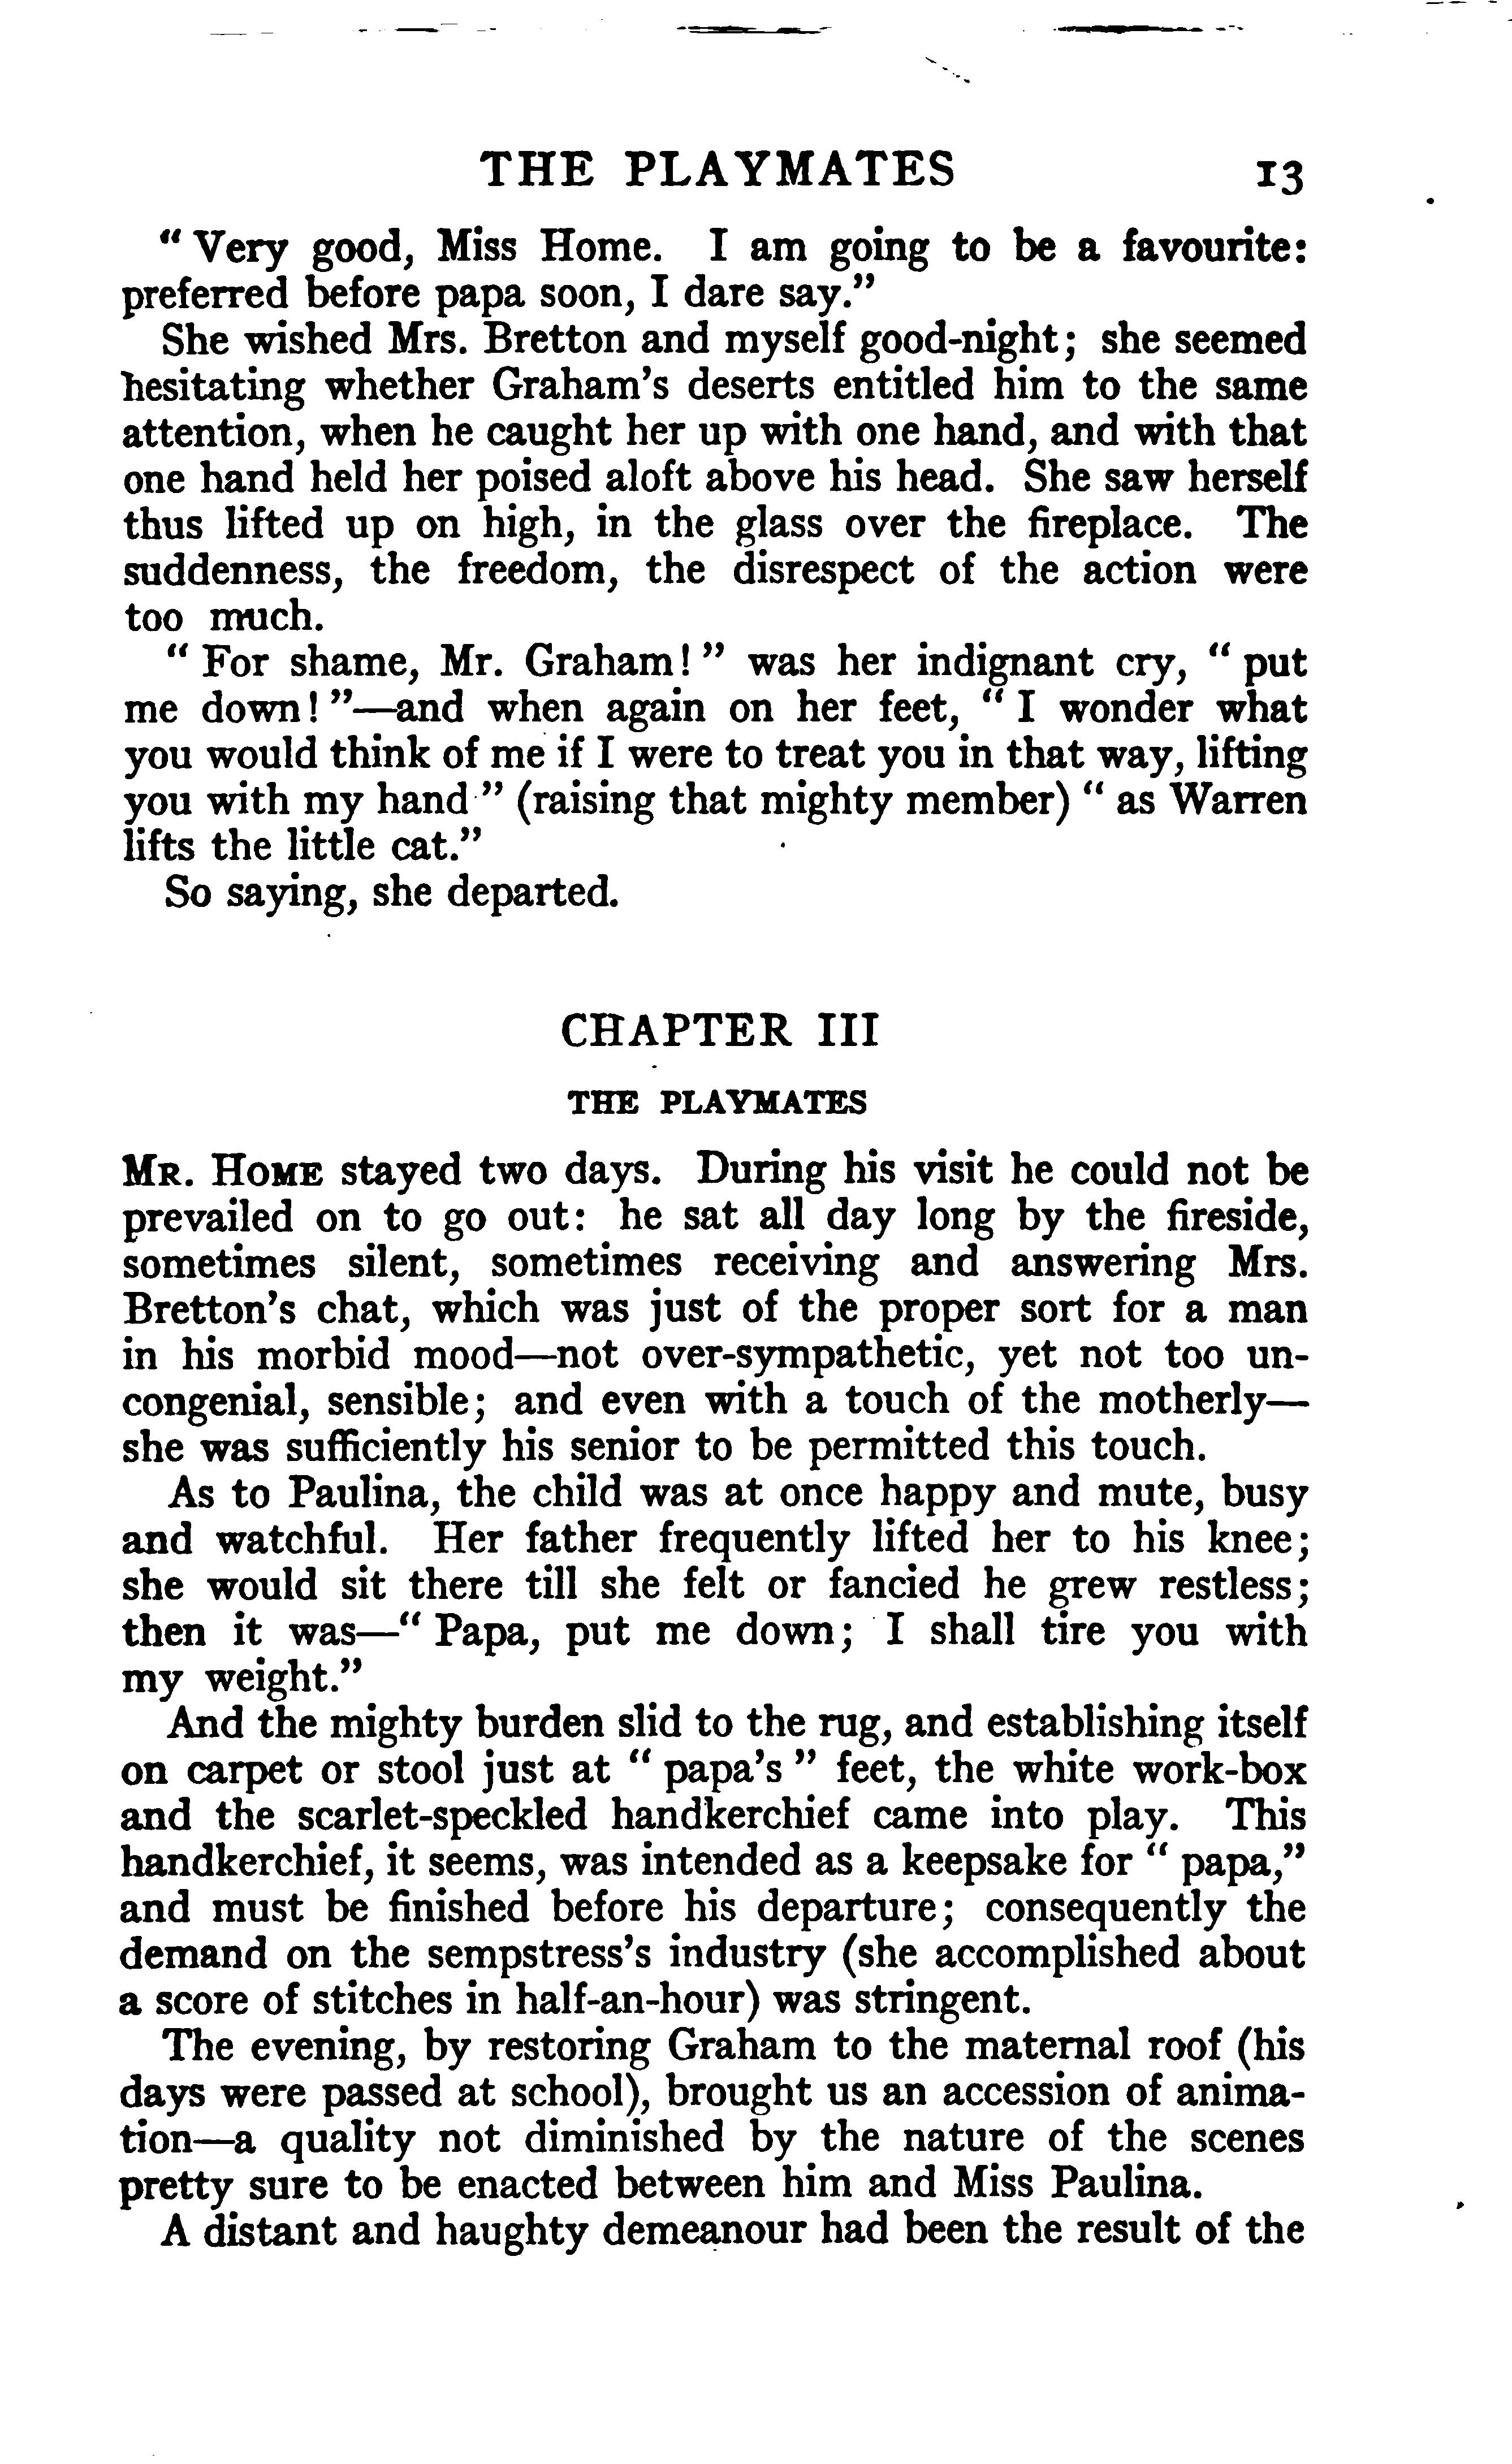 THE PLAYMATES 13
“ Very good, Miss Home. I am going to be a favourite:
preferred before papa soon, I dare say.”
She wished Mrs. Bretton and myself good-night; she seemed
hesitating whether Graham’s deserts entitled him to the same
attention, when he caught her up with one hand, and with that
one hand held her poised aloft above his head. She saw herself
thus lifted up on high, in the glass over the fireplace. The
suddenness, the freedom, the disrespect of the action were
too much.
“ For shame, Mr. Graham! ” was her indignant cry, “ put
me down! ”—and when again on her feet, “ I wonder what
you would think of me if I were to treat you in that way, lifting
you with my hand ” (raising that mighty member) “ as Warren
lifts the little cat.”
So saying, she departed.
CHAPTER III
THE PLAYMATES
MR. HOME stayed two days. During his visit he could not be
prevailed on to go out: he sat all day long by the fireside,
sometimes silent, sometimes receiving and answering Mrs.
Bretton’s chat, which was just of the proper sort for a man
in his morbid mood—not over-sympathetic, yet not too un-
congenial, sensible; and even with a touch of the motherly—
she was sufficiently his senior to be permitted this touch.
As to Paulina, the child was at once happy and mute, busy
and watchful. Her father frequently lifted her to his knee;
she would sit there till she felt or fancied he grew restless;
then it was—“ Papa, put me down; I shall tire you with
my weight.”
And the mighty burden slid to the rug, and establishing itself
on carpet or stool just at “ papa’s ” feet, the white work-box
and the scarlet-speckled handkerchief came into play. This
handkerchief, it seems, was intended as a keepsake for “ papa,”
and must be finished before his departure; consequently the
demand on the sempstress’s industry (she accomplished about
a score of stitches in half-an-hour) was stringent.
The evening, by restoring Graham to the maternal roof (his
days were passed at school), brought us an accession of anima-
tion—a quality not diminished by the nature of the scenes
pretty sure to be enacted between him and Miss Paulina.
A distant and haughty demeanour had been the result of the